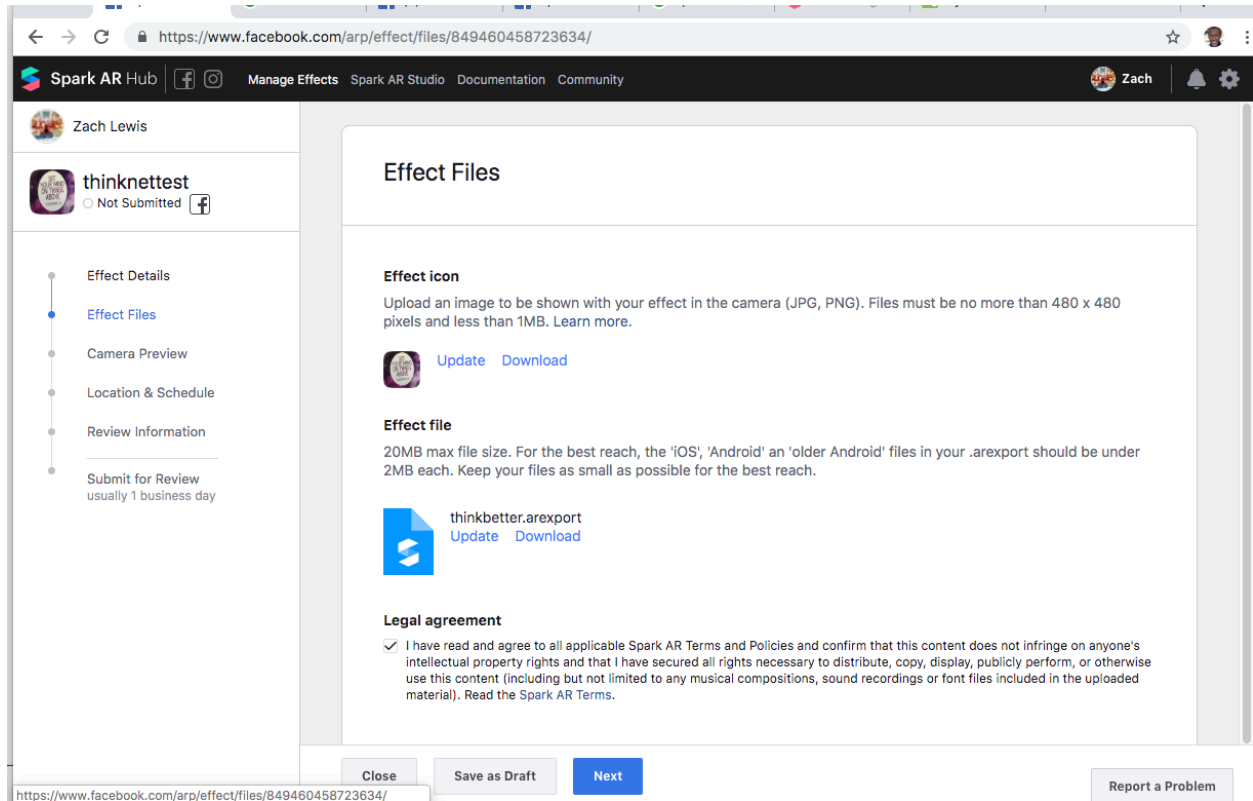 https://www.facebook.com/arp/effect/files/849460458723634/
Spark AR Hub
Manage Effects Spark AR Studio Documentation Community
Zach
Zach Lewis
thinknettest
Not Submitted
Effect Details
Effect Files
Camera Preview
Location & Schedule
Review Information
Submit for Review
usually 1 business day
Effect Files
Effect icon
Upload an image to be shown with your effect in the camera (JPG, PNG). Files must be no more than 480 x 480
pixels and less than 1MB. Learn more.
Update Download
Effect file
20MB max file size. For the best reach, the 'iOS', 'Android' an 'older Android' files in your .arexport should be under
2MB each. Keep your files as small as possible for the best reach.
thinkbetter.arexport
Update Download
Legal agreement
I have read and agree to all applicable Spark AR Terms and Policies and confirm that this content does not infringe on anyone's
intellectual property rights and that I have secured all rights necessary to distribute, copy, display, publicly perform, or otherwise
use this content (including but not limited to any musical compositions, sound recordings or font files included in the uploaded
material). Read the Spark AR Terms.
Close Save as Draft Next
Report a Problem
https://www.facebook.com/arp/effect/files/849460458723634/